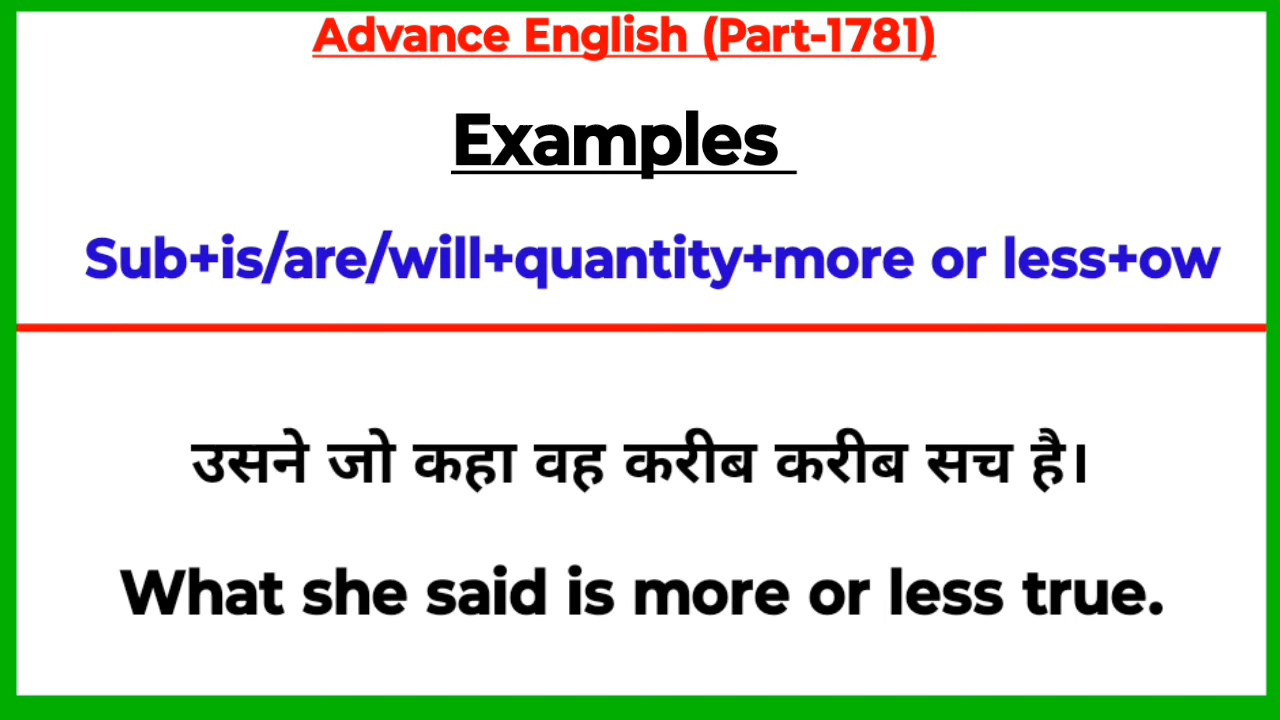 Advance English (Part-1781)
Examples
Sub+is/are/will+quantity+more or less+ow
उसने जो कहा वह करीब करीब सच है।
What she said is more or less true.